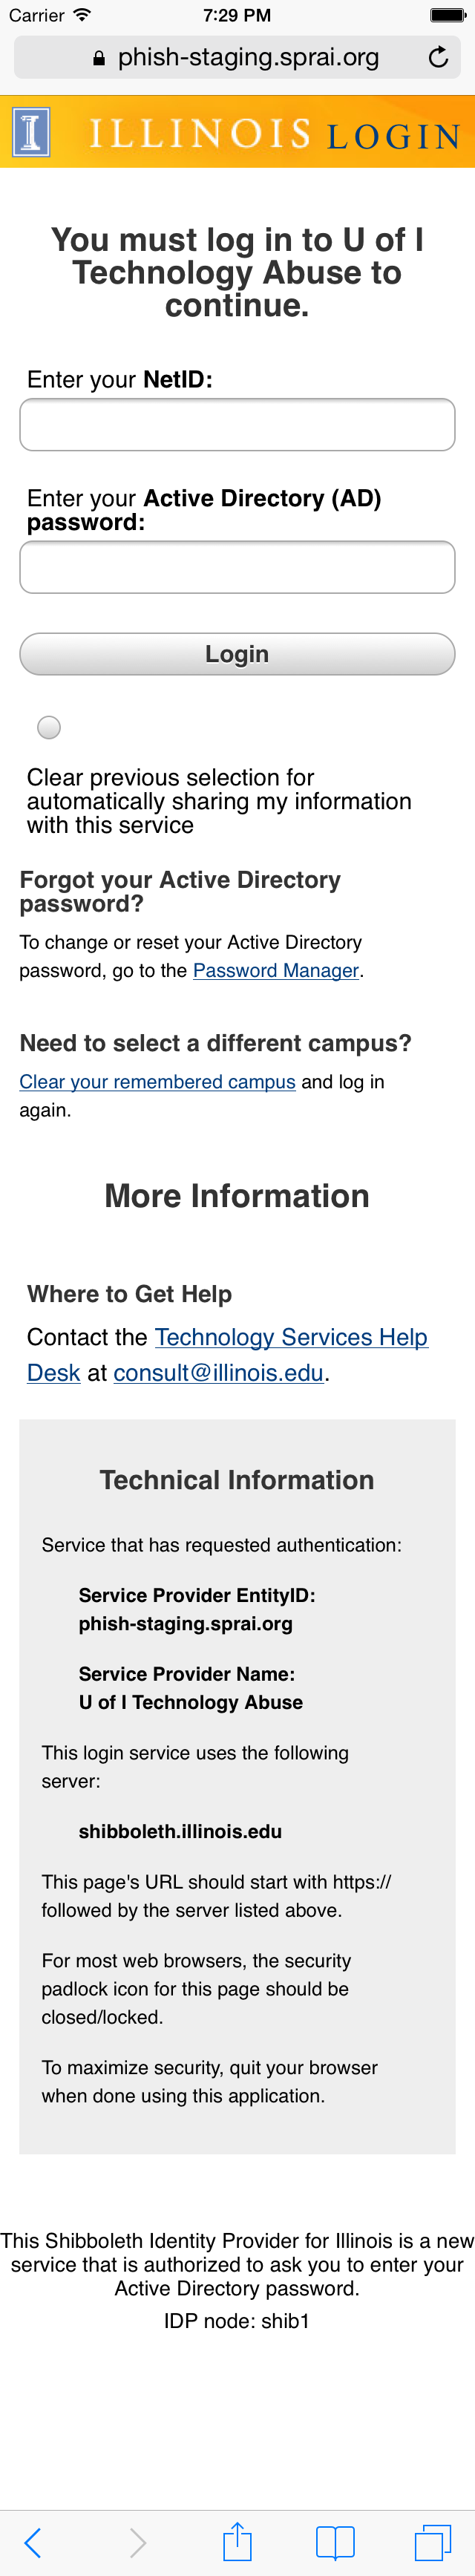 Carrier 7:29 PM
phish-staging.sprai.org
I ILLINOIS LOGIN
You must log in to U of I
Technology Abuse to
continue.
Enter your NetID:
Enter your Active Directory (AD)
password:
Login
Clear previous selection for
automatically sharing my information
with this service
Forgot your Active Directory
password?
To change or reset your Active Directory
password, go to the Password Manager.
Need to select a different campus?
Clear your remembered campus and log in
again.
More Information
Where to Get Help
Contact the Technology Services Help
Desk at consult@illinois.edu.
Technical Information
Service that has requested authentication:
Service Provider EntityID:
phish-staging.sprai.org
Service Provider Name:
U of I Technology Abuse
This login service uses the following
server:
shibboleth.illinois.edu
This page's URL should start with https://
followed by the server listed above.
For most web browsers, the security
padlock icon for this page should be
closed/locked.
To maximize security, quit your browser
when done using this application.
This Shibboleth Identity Provider for Illinois is a new
service that is authorized to ask you to enter your
Active Directory password.
IDP node: shib1